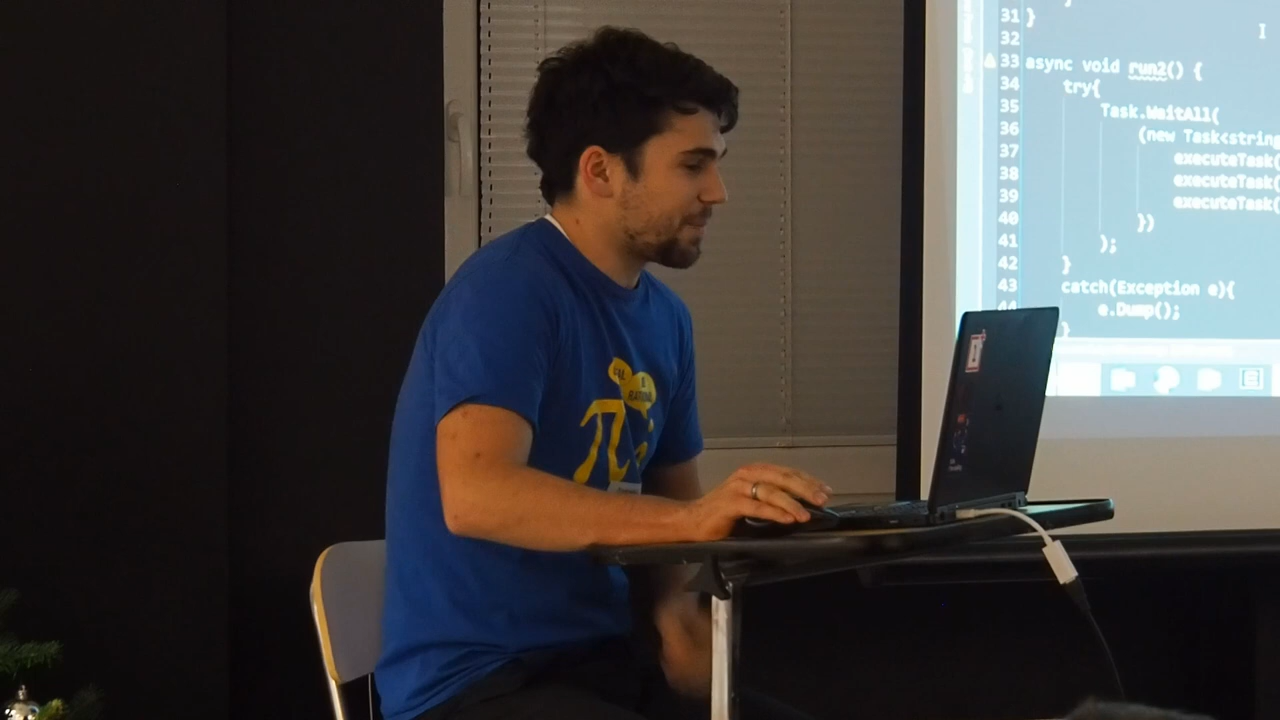 31 }
32
33 async void run2() {
34 try{
35 Task.WaitAll(
36 (new Task<string
37 executeTask(
38 executeTask(
39 executeTask(
40 })
41 );
42 }
43 catch(Exception e){
44 e.Dump();
}